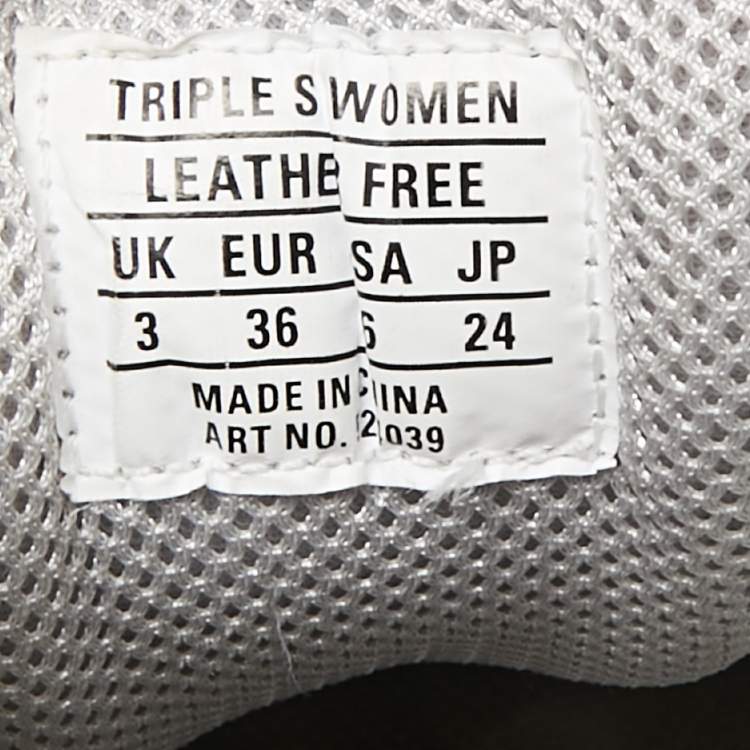 TRIPLE S WOMEN
LEATHE FREE
UK EUR SA JP
3 36 6 24
MADE IN CHINA
ART NO.